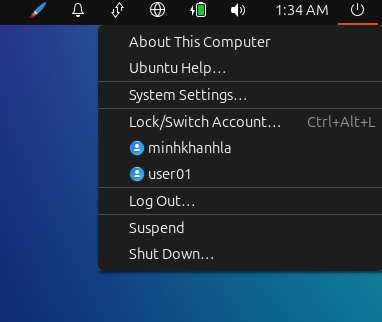 1:34 AM
About This Computer
Ubuntu Help…
System Settings…
Lock/Switch Account… Ctrl+Alt+L
minhkhanhla
user01
Log Out…
Suspend
Shut Down…